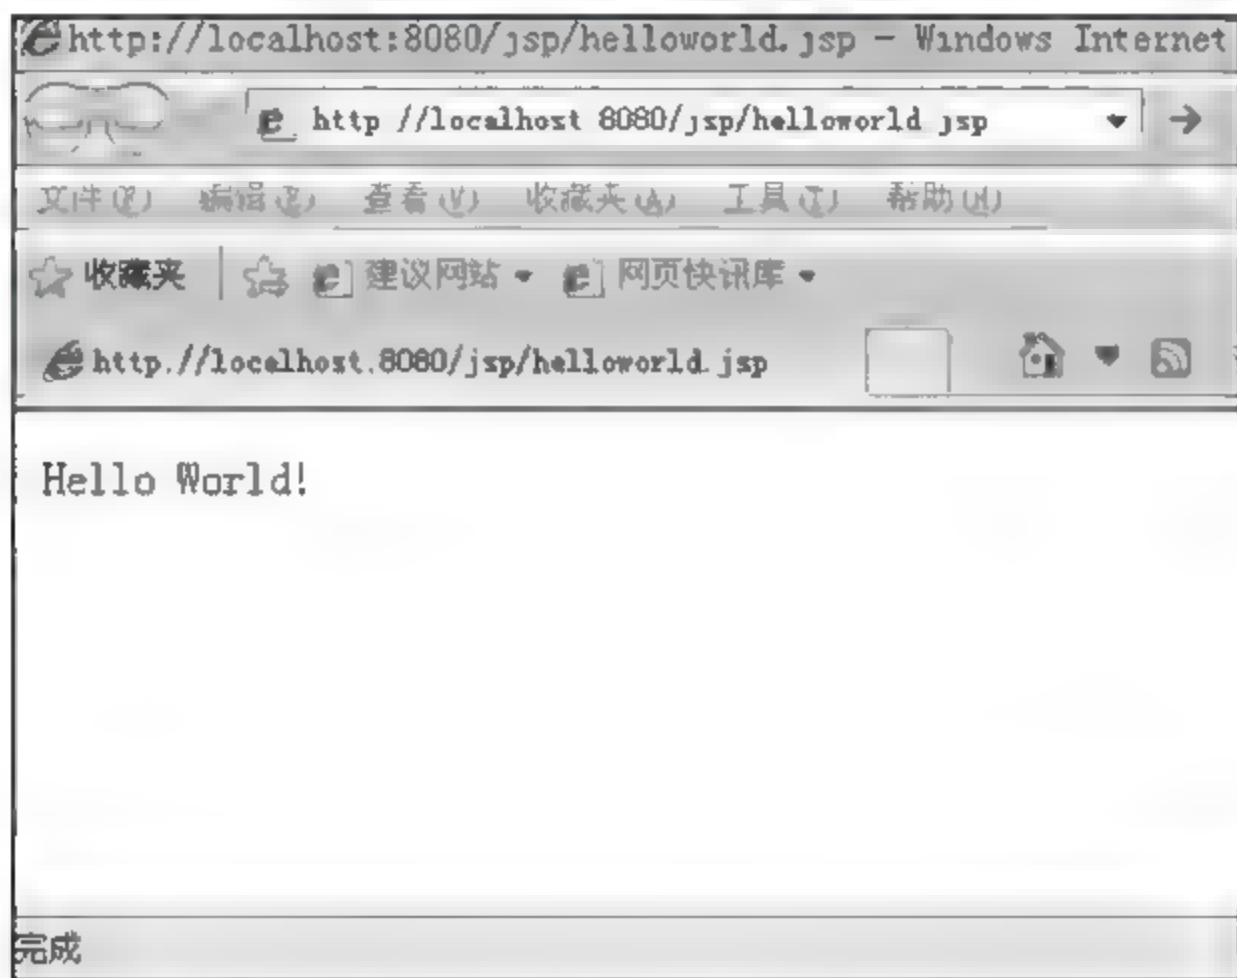 http://localhost:8080/jsp/helloworld.jsp - Windows Internet
http //localhost 8080/jsp/helloworld jsp
文件(F) 编辑(E) 查看(V) 收藏夹(A) 工具(T) 帮助(H)
收藏夹 建议网站 网页快讯库
http://localhost.8080/jsp/helloworld.jsp
Hello World!
完成